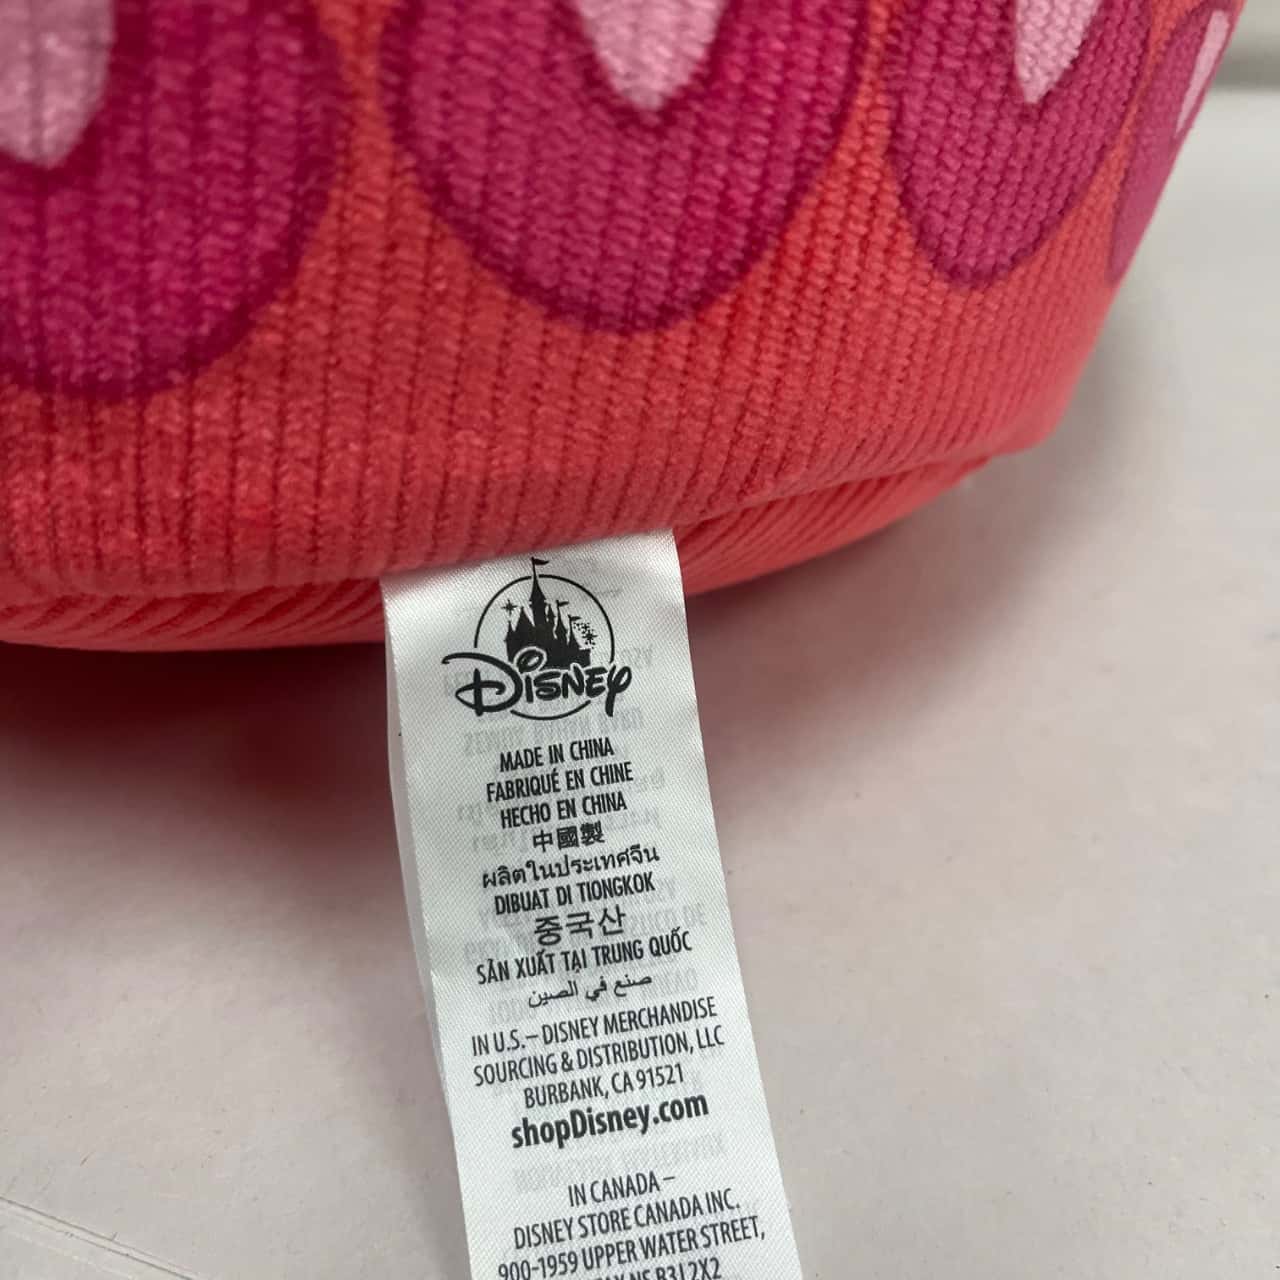 Disney
MADE IN CHINA
FABRIQUÉ EN CHINE
HECHO EN CHINA
中國製
ผลิตในประเทศจีน
DIBUAT DI TIONGKOK
중국산
SẢN XUẤT TẠI TRUNG QUỐC
صنع في الصين
IN U.S.– DISNEY MERCHANDISE
SOURCING & DISTRIBUTION, LLC
BURBANK, CA 91521
shopDisney.com
IN CANADA –
DISNEY STORE CANADA INC.
900-1959 UPPER WATER STREET,
NS B3J 2X2